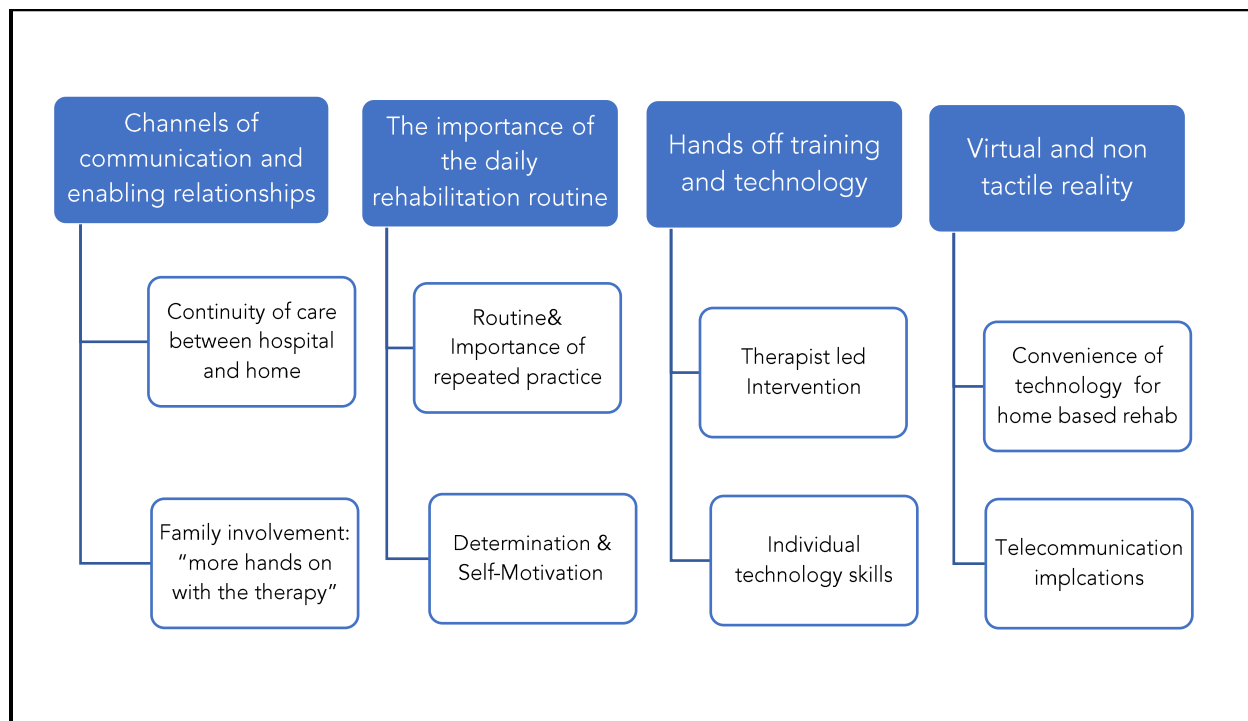 Channels of
communication and
enabling relationships
Continuity of care
between hospital
and home
Family involvement:
“more hands on
with the therapy”
The importance of
the daily
rehabilitation routine
Routine&
Importance of
repeated practice
Determination &
Self-Motivation
Hands off training
and technology
Therapist led
Intervention
Individual
technology skills
Virtual and non
tactile reality
Convenience of
technology for
home based rehab
Telecommunication
implcations